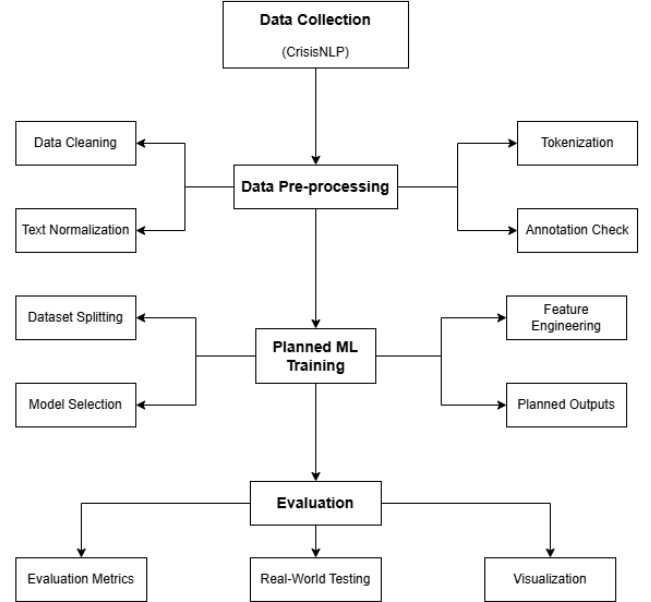 Data Collection
(CrisisNLP)
Data Cleaning
Tokenization
Data Pre-processing
Text Normalization
Annotation Check
Dataset Splitting
Feature
Engineering
Planned ML
Training
Model Selection
Planned Outputs
Evaluation
Evaluation Metrics
Real-World Testing
Visualization